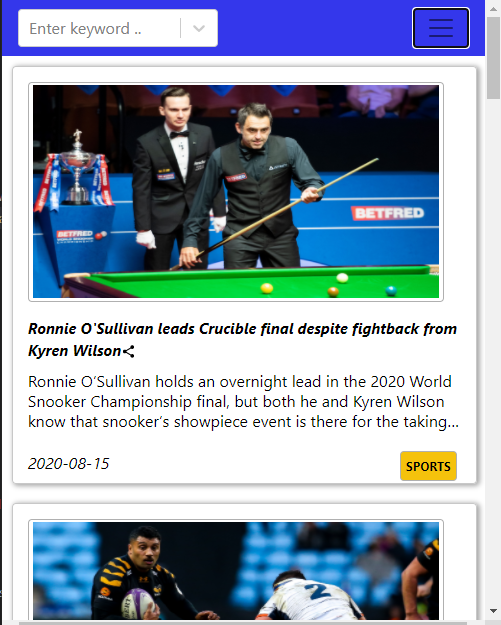 Enter keyword ..
BETFRED
BETFRED
Ronnie O'Sullivan leads Crucible final despite fightback from
Kyren Wilson
Ronnie O’Sullivan holds an overnight lead in the 2020 World
Snooker Championship final, but both he and Kyren Wilson
know that snooker’s showpiece event is there for the taking...
2020-08-15
SPORTS
2